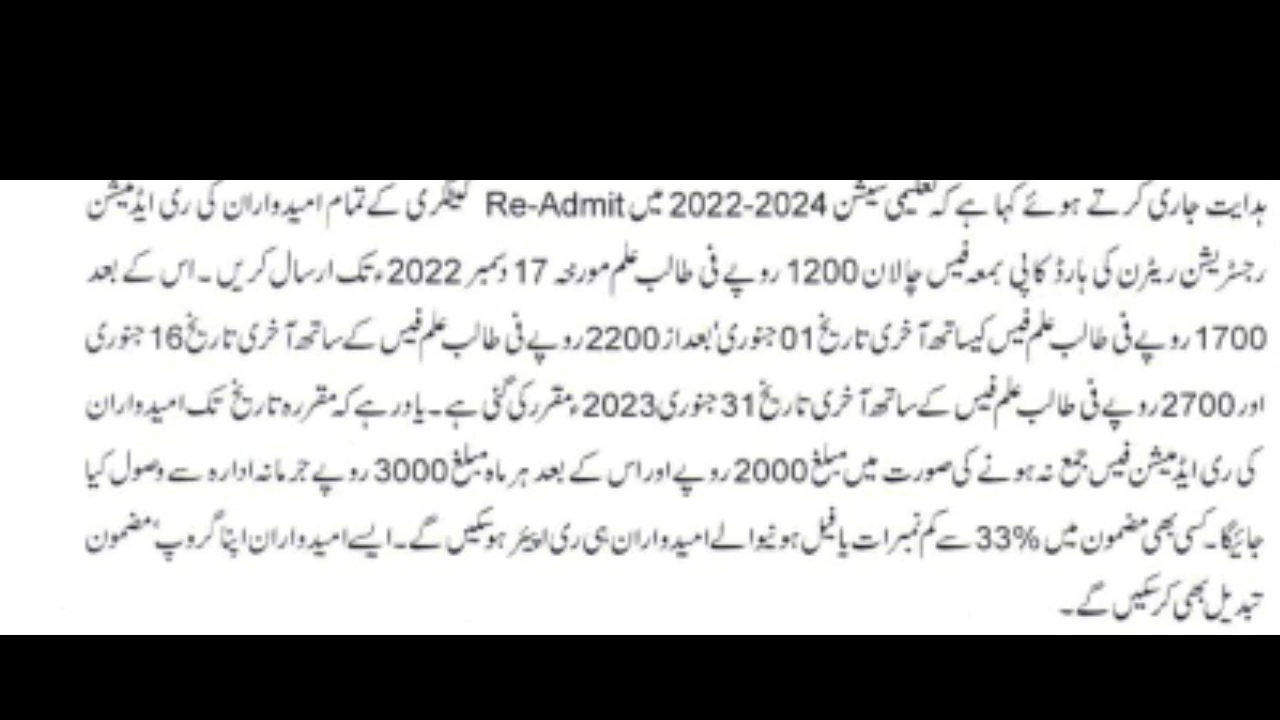 ہدایت جاری کرتے ہوئے کہا ہے کہ تعلیمی سیشن 2024-2022 میں Re-Admit کیٹگری کے تمام امیدواران کی ری ایڈمیشن
رجسٹریشن ریٹرن کی ہارڈ کاپی بمعہ فیس چالان 1200 روپے فی طالب علم مورخہ 17 دسمبر 2022ء تک ارسال کریں ۔ اس کے بعد
1700 روپے فی طالب علم فیس کیساتھ آخری تاریخ 01 جنوری' بعد از 2200 روپے فی طالب علم فیس کے ساتھ آخری تاریخ 16 جنوری
اور 2700 روپے فی طالب علم فیس کے ساتھ آخری تاریخ 31 جنوری 2023ء مقرر کی گئی ہے ۔ یاد رہے کہ مقررہ تاریخ تک امیدواران
کی ری ایڈمیشن فیس جمع نہ ہونے کی صورت میں مبلغ 2000 روپے اور اس کے بعد ہر ماہ مبلغ 3000 روپے جرمانہ ادارہ سے وصول کیا
جائیگا۔ کسی بھی مضمون میں 33% سے کم نمبرات یا فیل ہونیوالے امیدواران ہی ری اپیئر ہوسکیں گے ۔ ایسے امیدواران اپنا گروپ' مضمون
تبدیل بھی کرسکیں گے ۔